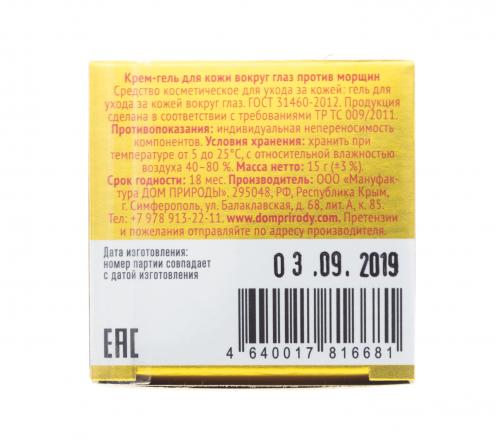 Крем-гель для кожи вокруг глаз против морщин
Средство косметическое для ухода за кожей: гель для
ухода за кожей вокруг глаз. ГОСТ 31460-2012. Продукция
сделана в соответствии с требованиями ТР ТС 009/2011.
Противопоказания: индивидуальная непереносимость
компонентов. Условия хранения: хранить при
температуре от 5 до 25°С, с относительной влажностью
воздуха 40–80%. Масса нетто: 15 г (±3 %).
Срок годности: 18 мес. Производитель: ООО «Мануфак-
тура ДОМ ПРИРОДЫ», 295048, РФ, Республика Крым,
г. Симферополь, ул. Балаклавская, д. 68, лит. А, к. 85.
Тел.: +7 978 913-22-11. www.domprirody.com. Претензии
и пожелания отправляйте по адресу производителя.
Дата изготовления:
номер партии совпадает
с датой изготовления
03.09.2019
ЕАС
4 640017 816681